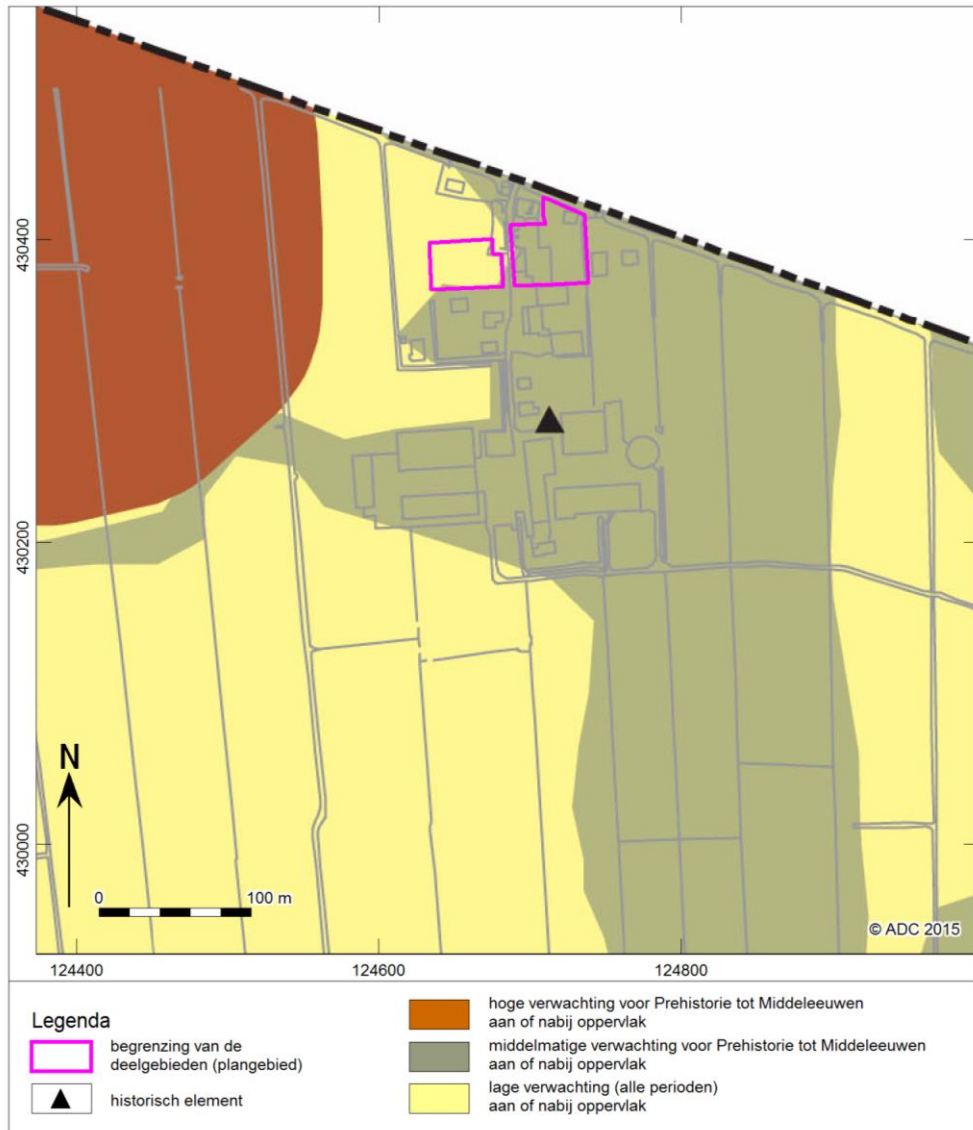 430400
430200
430000
N
0 100 m
© ADC 2015
124400 124600 124800
Legenda
begrenzing van de
deelgebieden (plangebied)
historisch element
hoge verwachting voor Prehistorie tot Middeleeuwen
aan of nabij oppervlak
middelmatige verwachting voor Prehistorie tot Middeleeuwen
aan of nabij oppervlak
lage verwachting (alle perioden)
aan of nabij oppervlak